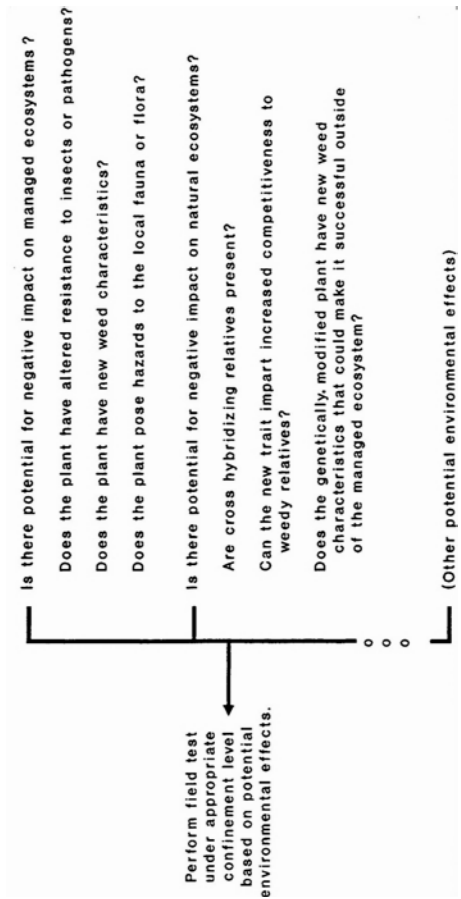 Is there potential for negative impact on managed ecosystems?
Does the plant have altered resistance to insects or pathogens?
Does the plant have new weed characteristics?
Does the plant pose hazards to the local fauna or flora?
Is there potential for negative impact on natural ecosystems?
Are cross hybridizing relatives present?
Can the new trait impart increased competitiveness to
weedy relatives?
Does the genetically. modified plant have new weed
characteristics that could make it successful outside
of the managed ecosystem?
(Other potential environmental effects)
Perform field test
under appropriate
confinement level
based on potential
environmental effects.